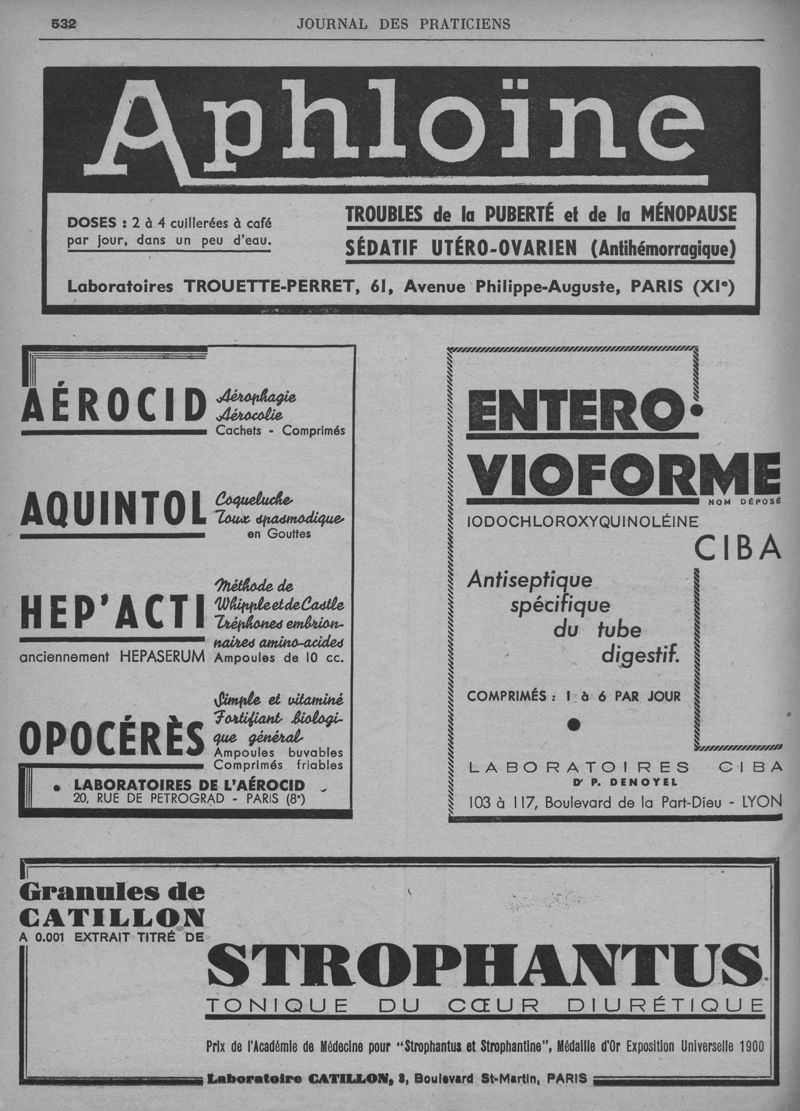 532
JOURNAL DES PRATICIENS
Aphloïne
DOSES : 2 à 4 cuillerées à café
par jour, dans un peu d'eau.
TROUBLES de la PUBERTÉ et de la MÉNOPAUSE
SÉDATIF UTÉRO-OVARIEN (Antihémorragique)
Laboratoires TROUETTE-PERRET, 61, Avenue Philippe-Auguste, PARIS (XIe)
AÉROCID
Aérophagie
Aérocolie
Cachets - Comprimés
AQUINTOL
Coqueluche
Toux spasmodique
en Gouttes
HEP'ACTI
anciennement HEPASERUM
Méthode de
Whipple et de Castle
Tréphones embrion-
naires amino-acides
Ampoules de 10 cc.
OPOCÉRÈS
Simple et vitaminé
Fortifiant biologi-
que général
Ampoules buvables
Comprimés friables
• LABORATOIRES DE L'AÉROCID
20, RUE DE PETROGRAD - PARIS (8e)
ENTERO•
VIOFORME
NOM DÉPOSÉ
IODOCHLOROXYQUINOLÉINE
CIBA
Antiseptique
spécifique
du tube
digestif.
COMPRIMÉS : 1 à 6 PAR JOUR
LABORATOIRES CIBA
Dr P. DENOYEL
103 à 117, Boulevard de la Part-Dieu - LYON
Granules de
CATILLON
A 0.001 EXTRAIT TITRÉ DE
STROPHANTUS
TONIQUE DU CŒUR DIURÉTIQUE
Prix de l'Académie de Médecine pour "Strophantus et Strophantine", Médaille d'Or Exposition Universelle 1900
Laboratoire CATILLON, 3, Boulevard St-Martin, PARIS